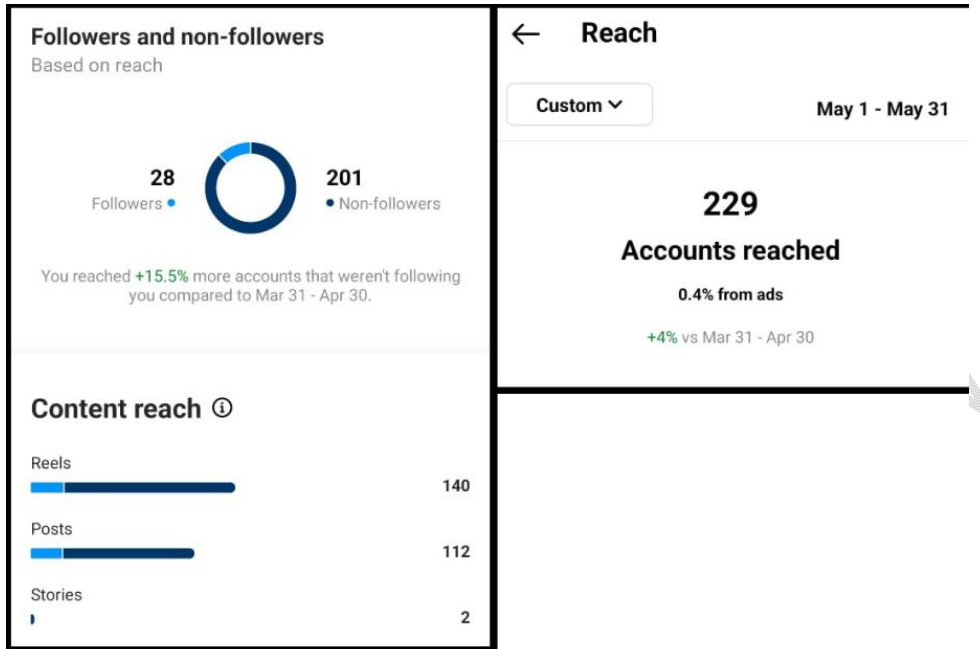 Followers and non-followers
Based on reach
28
Followers
201
Non-followers
You reached +15.5% more accounts that weren't following
you compared to Mar 31 - Apr 30.
Content reach
Reels
140
Posts
112
Stories
2
Reach
Custom
May 1 - May 31
229
Accounts reached
0.4% from ads
+4% vs Mar 31 - Apr 30